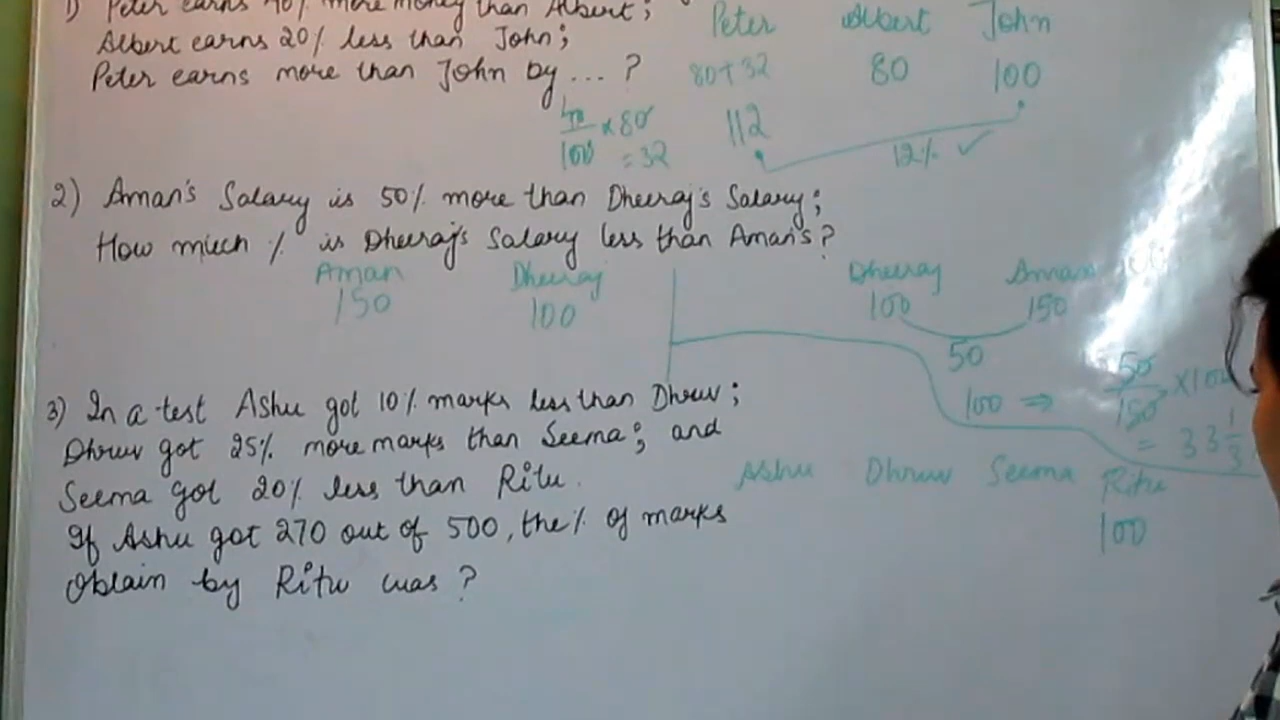 1) Peter earns 40% more money than Albert;
Albert earns 20% less than John;
Peter earns more than John by ... ?
Peter Albert John
80+32 80 100
40/100 × 80
= 32
112
12% ✓
2) Aman's Salary is 50% more than Dheeraj's Salary;
How much % is Dheeraj's Salary less than Aman's?
Aman Dheeraj
150 100
Dheeraj Aman
100 150
50
100 ⇒ 50/150 × 100
= 33 1/3
3) In a test Ashu got 10% marks less than Dhruv;
Dhruv got 25% more marks than Seema; and
Seema got 20% less than Ritu.
If Ashu got 270 out of 500, the % of marks
Obtain by Ritu was?
Ashu Dhruv Seema Ritu
100